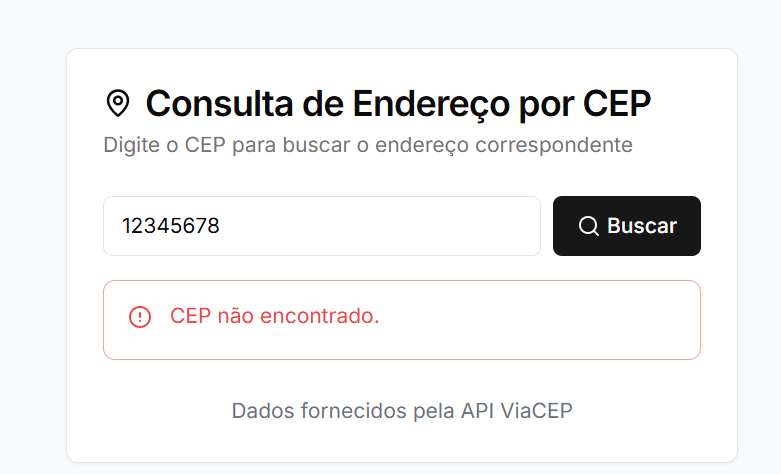 Consulta de Endereço por CEP
Digite o CEP para buscar o endereço correspondente
12345678
Buscar
CEP não encontrado.
Dados fornecidos pela API ViaCEP